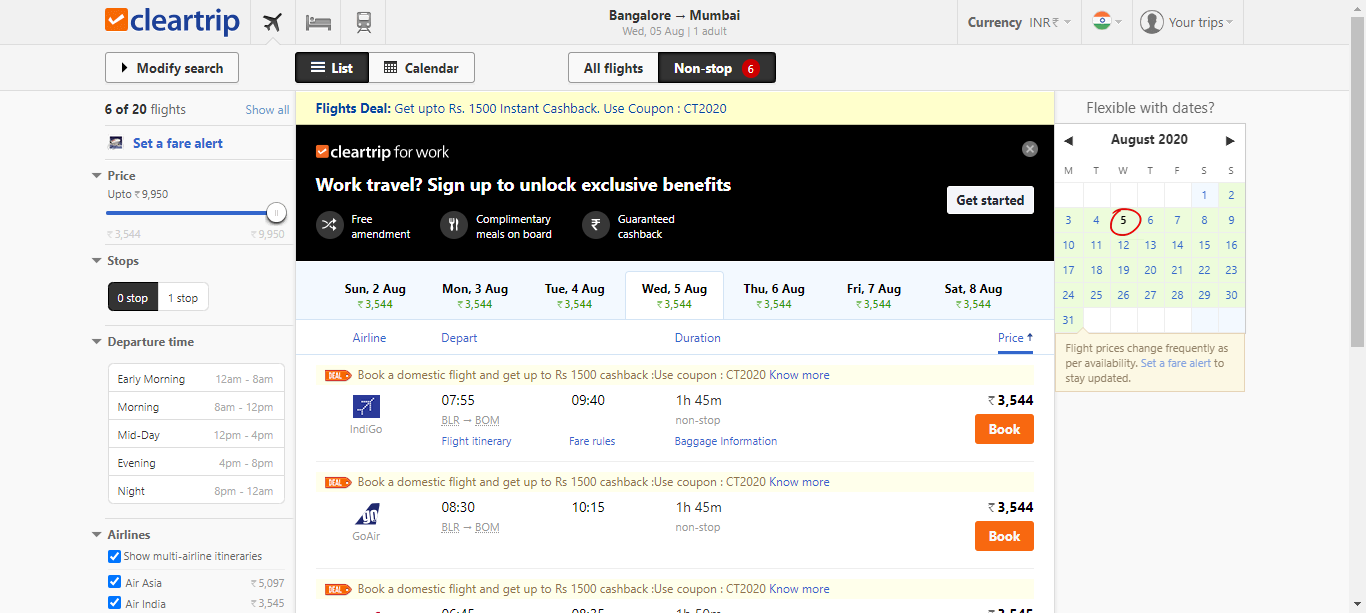 cleartrip
Bangalore → Mumbai
Wed, 05 Aug | 1 adult
Currency INR₹
Your trips
Modify search
List
Calendar
All flights
Non-stop 6
6 of 20 flights
Show all
Set a fare alert
Price
Upto ₹9,950
₹3,544
₹9,950
Stops
0 stop
1 stop
Departure time
Early Morning 12am - 8am
Morning 8am - 12pm
Mid-Day 12pm - 4pm
Evening 4pm - 8pm
Night 8pm - 12am
Airlines
Show multi-airline itineraries
Air Asia ₹5,097
Air India ₹3,545
Flights Deal: Get upto Rs. 1500 Instant Cashback. Use Coupon : CT2020
cleartrip for work
Work travel? Sign up to unlock exclusive benefits
Free
amendment
Complimentary
meals on board
₹
Guaranteed
cashback
Get started
Sun, 2 Aug
₹3,544
Mon, 3 Aug
₹3,544
Tue, 4 Aug
₹3,544
Wed, 5 Aug
₹3,544
Thu, 6 Aug
₹3,544
Fri, 7 Aug
₹3,544
Sat, 8 Aug
₹3,544
Airline Depart Duration Price
DEAL Book a domestic flight and get up to Rs 1500 cashback :Use coupon : CT2020 Know more
07:55 09:40 1h 45m ₹3,544
BLR → BOM non-stop
IndiGo
Book
Flight itinerary Fare rules Baggage Information
DEAL Book a domestic flight and get up to Rs 1500 cashback :Use coupon : CT2020 Know more
08:30 10:15 1h 45m ₹3,544
GO
BLR → BOM non-stop
GoAir
Book
DEAL Book a domestic flight and get up to Rs 1500 cashback :Use coupon : CT2020 Know more
06:45 08:35 1h 50m ₹3,545
Flexible with dates?
August 2020
M T W T F S S
1 2
3 4 5 6 7 8 9
10 11 12 13 14 15 16
17 18 19 20 21 22 23
24 25 26 27 28 29 30
31
Flight prices change frequently as
per availability. Set a fare alert to
stay updated.